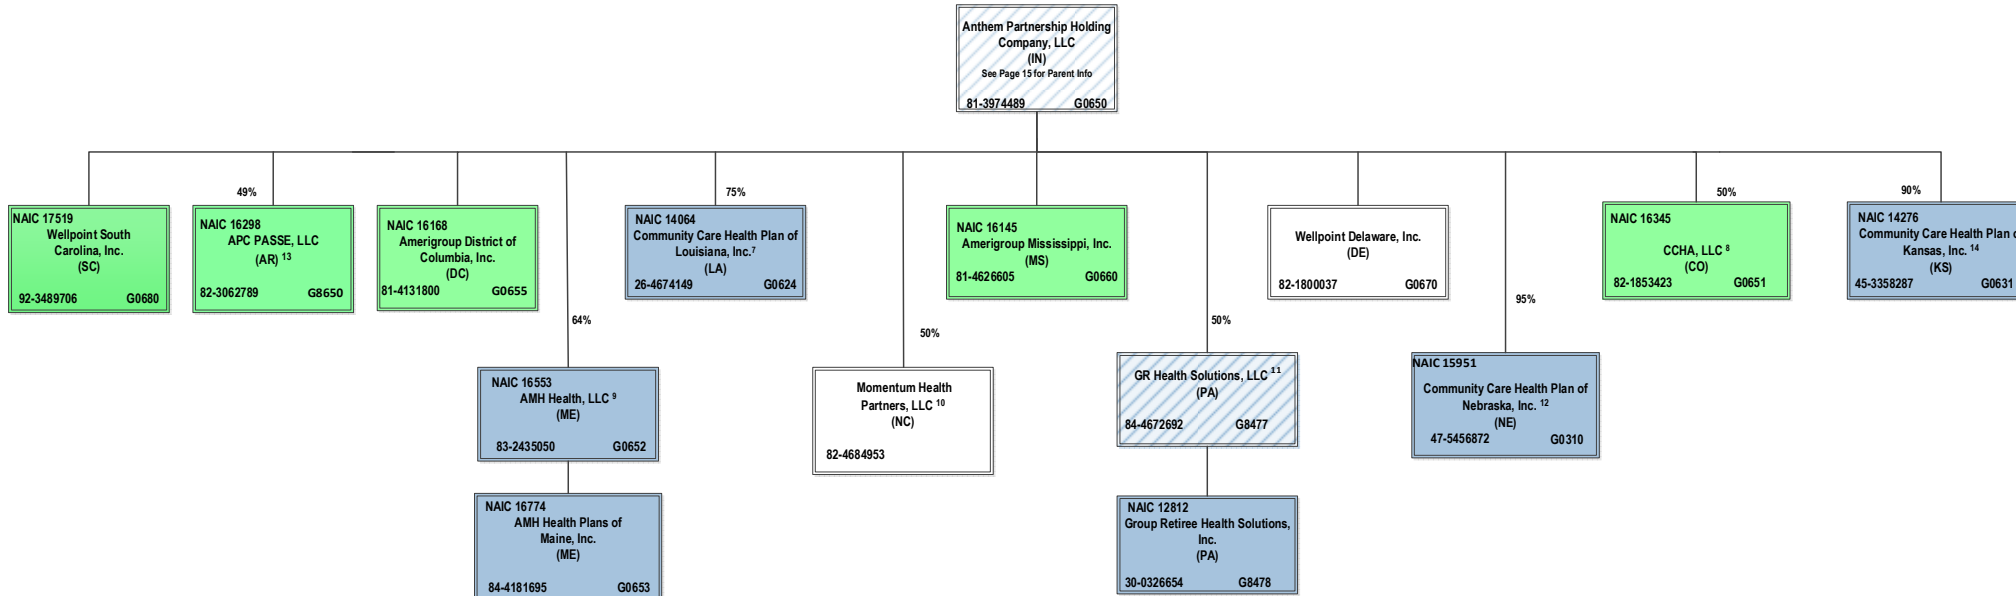 Anthem Partnership Holding
Company, LLC
(IN)
See Page 15 for Parent Info
81-3974489 G0650
49%
75%
50%
90%
NAIC 17519
Wellpoint South
Carolina, Inc.
(SC)
92-3489706 G0680
NAIC 16298
APC PASSE, LLC
(AR) 13
82-3062789 G8650
NAIC 16168
Amerigroup District of
Columbia, Inc.
(DC)
81-4131800 G0655
NAIC 14064
Community Care Health Plan of
Louisiana, Inc.7
(LA)
26-4674149 G0624
NAIC 16145
Amerigroup Mississippi, Inc.
(MS)
81-4626605 G0660
Wellpoint Delaware, Inc.
(DE)
82-1800037 G0670
NAIC 16345
CCHA, LLC 8
(CO)
82-1853423 G0651
NAIC 14276
Community Care Health Plan o
Kansas, Inc. 14
(KS)
45-3358287 G0631
64%
50%
50%
95%
NAIC 16553
AMH Health, LLC 9
(ME)
83-2435050 G0652
Momentum Health
Partners, LLC 10
(NC)
82-4684953
GR Health Solutions, LLC 11
(PA)
84-4672692 G8477
NAIC 15951
Community Care Health Plan of
Nebraska, Inc. 12
(NE)
47-5456872 G0310
NAIC 16774
AMH Health Plans of
Maine, Inc.
(ME)
84-4181695 G0653
NAIC 12812
Group Retiree Health Solutions,
Inc.
(PA)
30-0326654 G8478